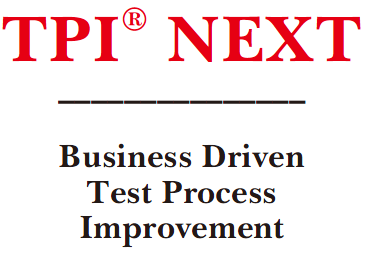 TPI® NEXT
Business Driven
Test Process
Improvement